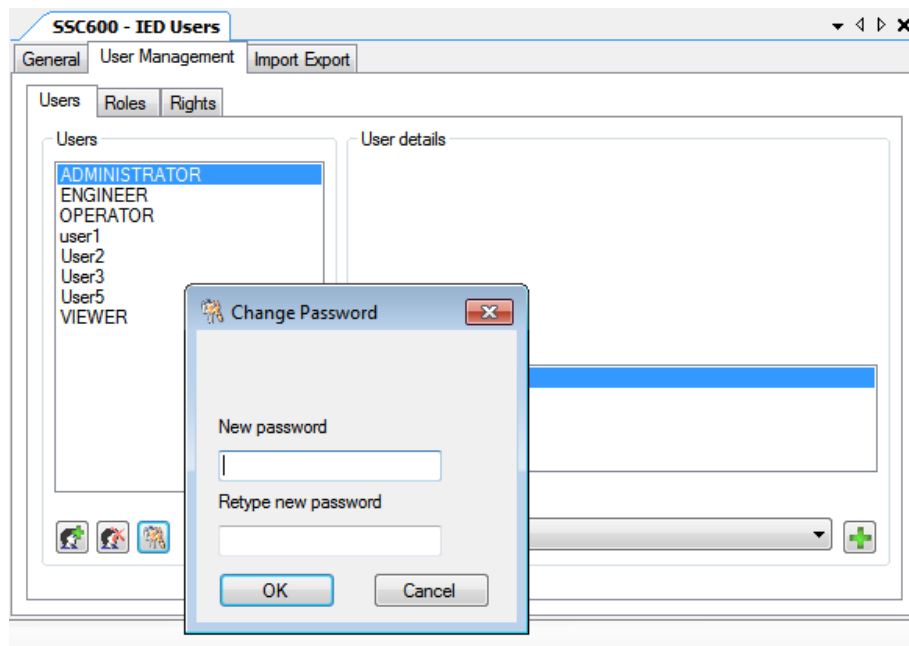 SSC600 - IED Users
General User Management Import Export
Users Roles Rights
Users
ADMINISTRATOR
ENGINEER
OPERATOR
user1
User2
User3
User5
VIEWER
User details
Change Password
New password
Retype new password
OK Cancel